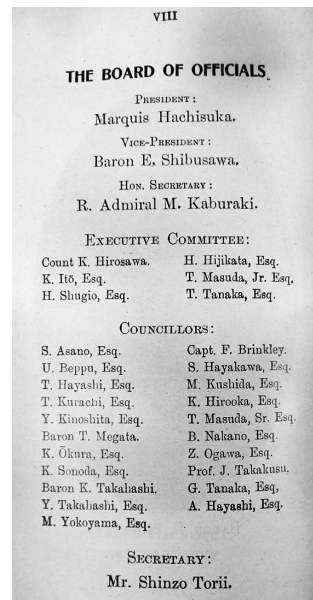 VIII
THE BOARD OF OFFICIALS.
PRESIDENT:
Marquis Hachisuka.
VICE-PRESIDENT:
Baron E. Shibusawa.
HON. SECRETARY:
R. Admiral M. Kaburaki.
EXECUTIVE COMMITTEE:
Count K. Hirosawa.
K. Itō, Esq.
H. Shugio, Esq.
H. Hijikata, Esq.
T. Masuda, Jr. Esq.
T. Tanaka, Esq.
COUNCILLORS:
S. Asano, Esq.
U. Beppu, Esq.
T. Hayashi, Esq.
T. Kurachi, Esq.
Y. Kinoshita, Esq.
Baron T. Megata.
K. Ōkura, Esq.
K. Sonoda, Esq.
Baron K. Takahashi.
Y. Takahashi, Esq.
M. Yokoyama, Esq.
Capt. F. Brinkley.
S. Hayakawa, Esq.
M. Kushida, Esq.
K. Hirooka, Esq.
T. Masuda, Sr. Esq.
B. Nakano, Esq.
Z. Ogawa, Esq.
Prof. J. Takakusu.
G. Tanaka, Esq,
A. Hayashi, Esq.
SECRETARY:
Mr. Shinzo Torii.